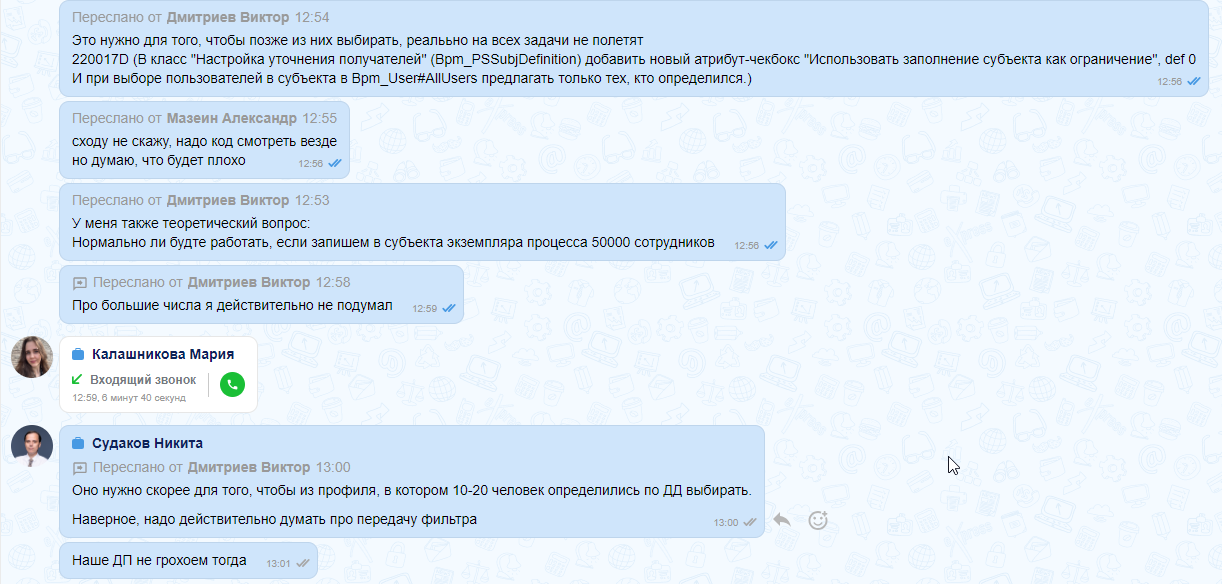 Переслано от Дмитриев Виктор 12:54
Это нужно для того, чтобы позже из них выбирать, реалььно на всех задачи не полетят
220017D (В класс "Настройка уточнения получателей" (Bpm_PSSubjDefinition) добавить новый атрибут-чекбокс "Использовать заполнение субъекта как ограничение", def 0
И при выборе пользователей в субъекта в Bpm_User#AllUsers предлагать только тех, кто определился.)
12:56
Переслано от Мазеин Александр 12:55
сходу не скажу, надо код смотреть везде
но думаю, что будет плохо
12:56
Переслано от Дмитриев Виктор 12:53
У меня также теоретический вопрос:
Нормально ли будте работать, если запишем в субъекта экземпляра процесса 50000 сотрудников
12:56
Переслано от Дмитриев Виктор 12:58
Про большие числа я действительно не подумал
12:59
Калашникова Мария
Входящий звонок
12:59, 6 минут 40 секунд
Судаков Никита
Переслано от Дмитриев Виктор 13:00
Оно нужно скорее для того, чтобы из профиля, в котором 10-20 человек определились по ДД выбирать.
Наверное, надо действительно думать про передачу фильтра
13:00
Наше ДП не грохоем тогда
13:01